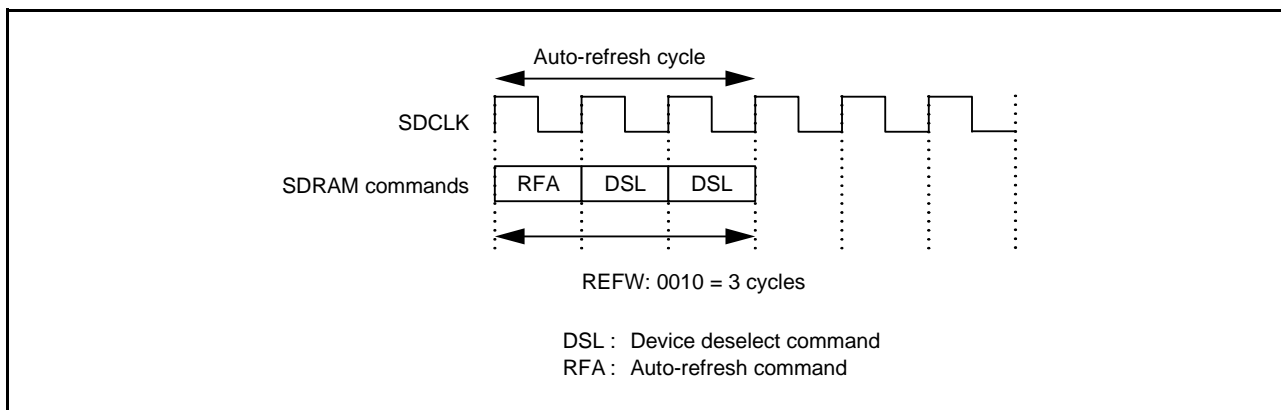 Auto-refresh cycle
SDCLK
SDRAM commands RFA DSL DSL
REFW: 0010 = 3 cycles
DSL : Device deselect command
RFA : Auto-refresh command